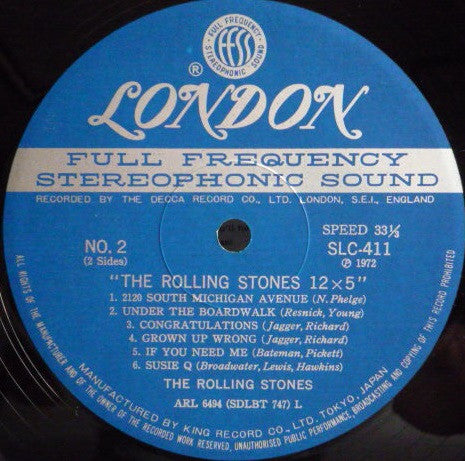 FULL FREQUENCY
STEREOPHONIC SOUND
FFSS
®
LONDON
FULL FREQUENCY
STEREOPHONIC SOUND
RECORDED BY THE DECCA RECORD CO., LTD. LONDON, S.E.I., ENGLAND
NO. 2
(2 Sides)
SPEED 33⅓
SLC-411
Ⓟ 1972
"THE ROLLING STONES 12×5"
1. 2120 SOUTH MICHIGAN AVENUE (N. Phelge)
2. UNDER THE BOARDWALK (Resnick, Young)
3. CONGRATULATIONS (Jagger, Richard)
4. GROWN UP WRONG (Jagger, Richard)
5. IF YOU NEED ME (Bateman, Pickett)
6. SUSIE Q (Broadwater, Lewis, Hawkins)
THE ROLLING STONES
ARL 6494 (SDLBT 747) L
MANUFACTURED BY KING RECORD CO., LTD. TOKYO, JAPAN
ALL RIGHTS OF THE MANUFACTURER AND OF THE OWNER OF THE RECORDED WORK RESERVED, UNAUTHORISED PUBLIC PERFORMANCE, BROADCASTING AND COPYING OF THIS RECORD PROHIBITED